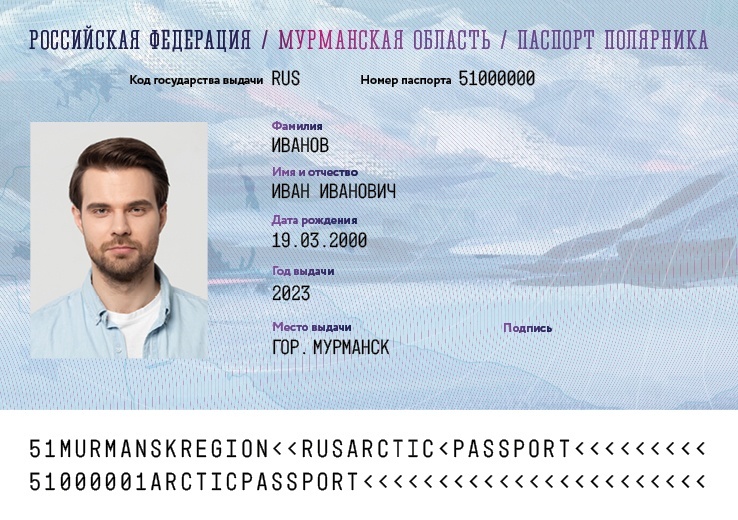 РОССИЙСКАЯ ФЕДЕРАЦИЯ / МУРМАНСКАЯ ОБЛАСТЬ / ПАСПОРТ ПОЛЯРНИКА
Код государства выдачи RUS Номер паспорта 51000000
Фамилия
ИВАНОВ
Имя и отчество
ИВАН ИВАНОВИЧ
Дата рождения
19.03.2000
Год выдачи
2023
Место выдачи Подпись
ГОР. МУРМАНСК
51MURMANSKREGION<<RUSARCTIC<PASSPORT<<<<<<<<<
51000001ARCTICPASSPORT<<<<<<<<<<<<<<<<<<<<<<<